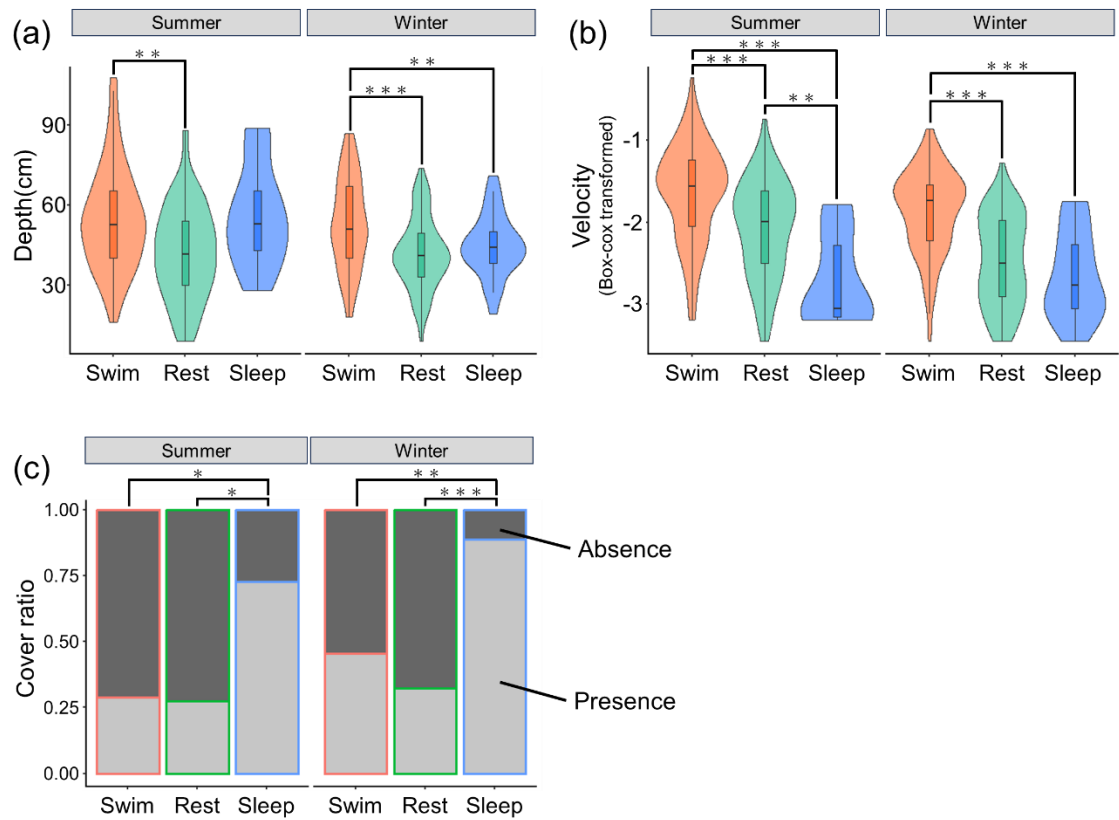 (a)
Summer
Winter
* *
* * *
* *
Depth(cm)
90
60
30
Swim Rest Sleep
Swim Rest Sleep
(b)
Summer
Winter
* * *
* * *
* *
* * *
* * *
Velocity
(Box-cox transformed)
-1
-2
-3
Swim Rest Sleep
Swim Rest Sleep
(c)
Summer
Winter
*
*
* *
* * *
Cover ratio
1.00
0.75
0.50
0.25
0.00
Absence
Presence
Swim Rest Sleep
Swim Rest Sleep